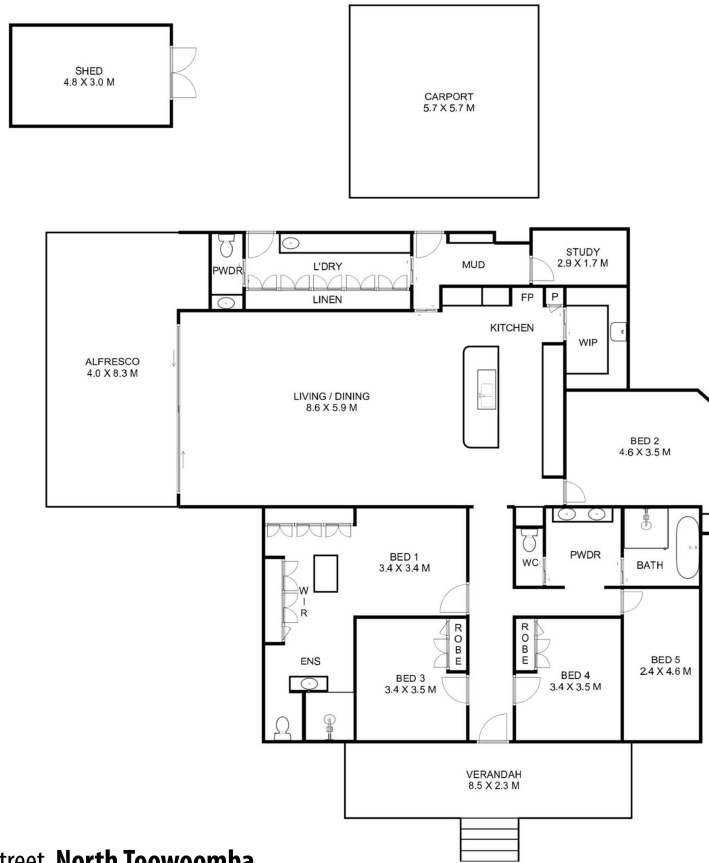 SHED
4.8 X 3.0 M
CARPORT
5.7 X 5.7 M
PWDR
L'DRY
LINEN
MUD
STUDY
2.9 X 1.7 M
FP
P
KITCHEN
WIP
ALFRESCO
4.0 X 8.3 M
LIVING / DINING
8.6 X 5.9 M
BED 2
4.6 X 3.5 M
BED 1
3.4 X 3.4 M
W
I
R
ENS
WC
PWDR
BATH
R
O
B
E
R
O
B
E
BED 3
3.4 X 3.5 M
BED 4
3.4 X 3.5 M
BED 5
2.4 X 4.6 M
VERANDAH
8.5 X 2.3 M
North Toowoomba